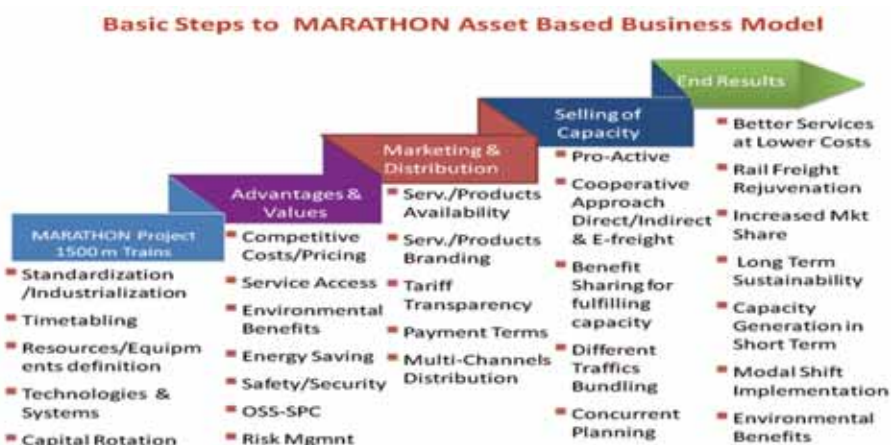 Basic Steps to MARATHON Asset Based Business Model
MARATHON Project
1500 m Trains
Standardization
/Industrialization
Timetabling
Resources/Equipm
ents definition
Technologies &
Systems
Capital Rotation
Advantages &
Values
Competitive
Costs/Pricing
Service Access
Environmental
Benefits
Energy Saving
Safety/Security
OSS-SPC
Risk Mgmnt
Marketing &
Distribution
Serv./Products
Availability
Serv./Products
Branding
Tariff
Transparency
Payment Terms
Multi-Channels
Distribution
Selling of
Capacity
Pro-Active
Cooperative
Approach
Direct/Indirect
& E-freight
Benefit
Sharing for
fulfilling
capacity
Different
Traffics
Bundling
Concurrent
Planning
End Results
Better Services
at Lower Costs
Rail Freight
Rejuvenation
Increased Mkt
Share
Long Term
Sustainability
Capacity
Generation in
Short Term
Modal Shift
Implementation
Environmental
Benefits